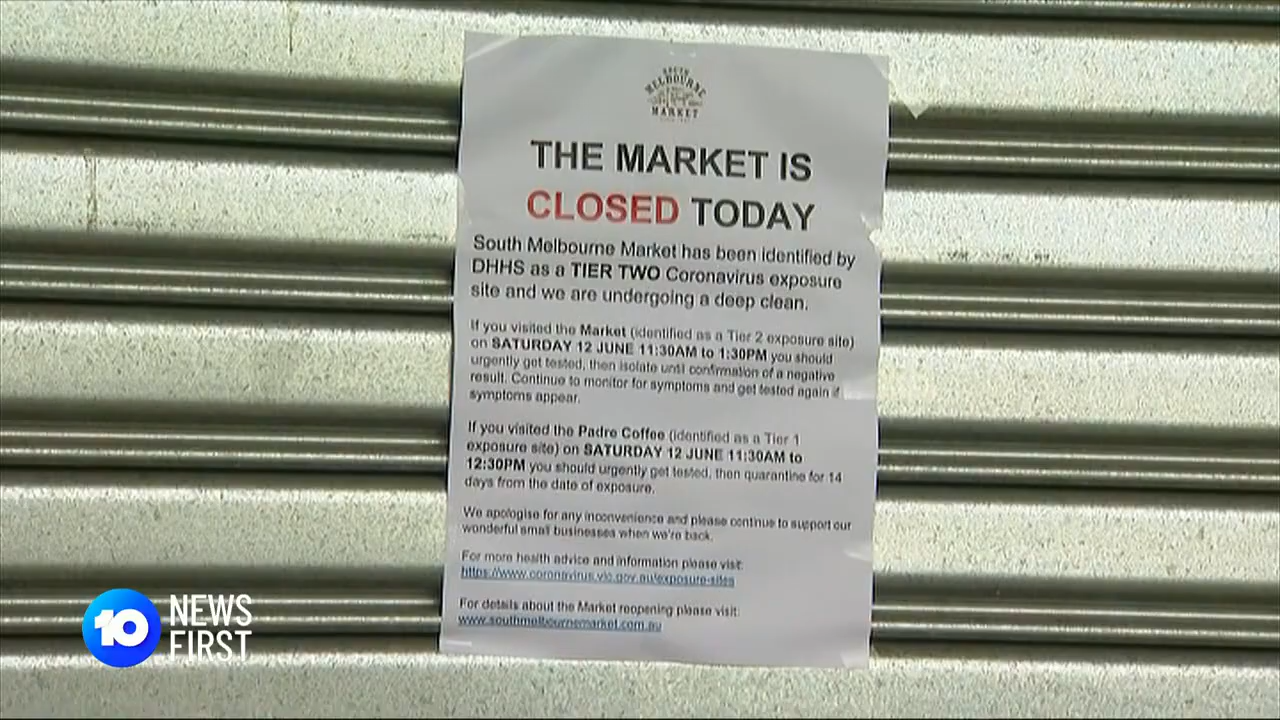 SOUTH
MELBOURNE
MARKET
THE MARKET IS
CLOSED TODAY
South Melbourne Market has been identified by
DHHS as a TIER TWO Coronavirus exposure
site and we are undergoing a deep clean.
If you visited the Market (identified as a Tier 2 exposure site)
on SATURDAY 12 JUNE 11:30AM to 1:30PM you should
urgently get tested, then isolate until confirmation of a negative
result. Continue to monitor for symptoms and get tested again if
symptoms appear.
If you visited the Padre Coffee (identified as a Tier 1
exposure site) on SATURDAY 12 JUNE 11:30AM to
12:30PM you should urgently get tested, then quarantine for 14
days from the date of exposure.
We apologise for any inconvenience and please continue to support our
wonderful small businesses when we're back.
For more health advice and information please visit:
https://www.coronavirus.vic.gov.au/exposure-sites
For details about the Market reopening please visit:
www.southmelbournemarket.com.au
10 NEWS
FIRST